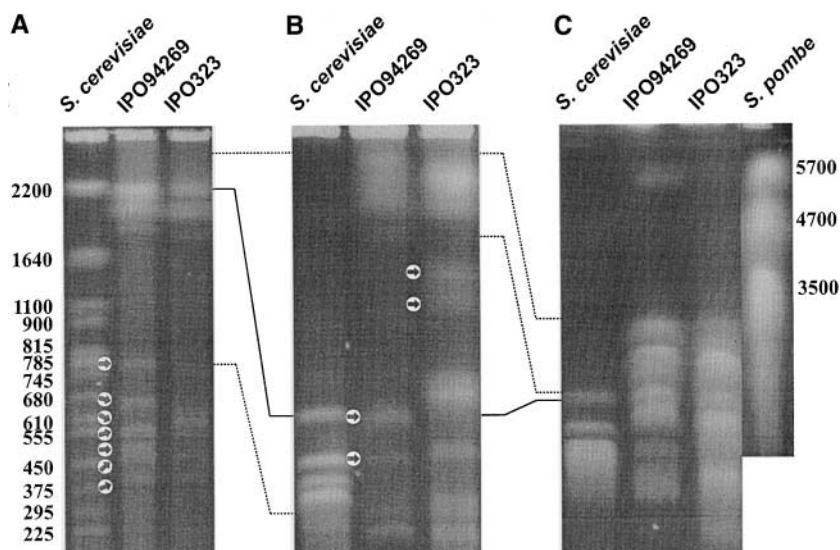 A
B
C
S. cerevisiae
IPO94269
IPO323
S. cerevisiae
IPO94269
IPO323
S. cerevisiae
IPO94269
IPO323
S. pombe
2200
1640
1100
900
815
785
745
680
610
555
450
375
295
225
5700
4700
3500